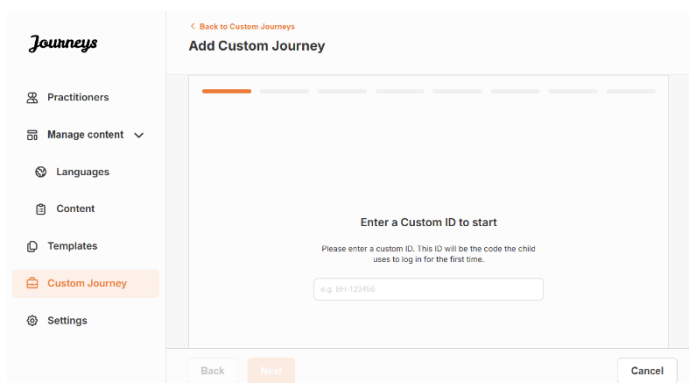 Journeys
Practitioners
Manage content
Languages
Content
Templates
Custom Journey
Settings
Back to Custom Journeys
Add Custom Journey
Enter a Custom ID to start
Please enter a custom ID. This ID will be the code the child
uses to log in for the first time.
e.g. BH-123456
Back
Next
Cancel